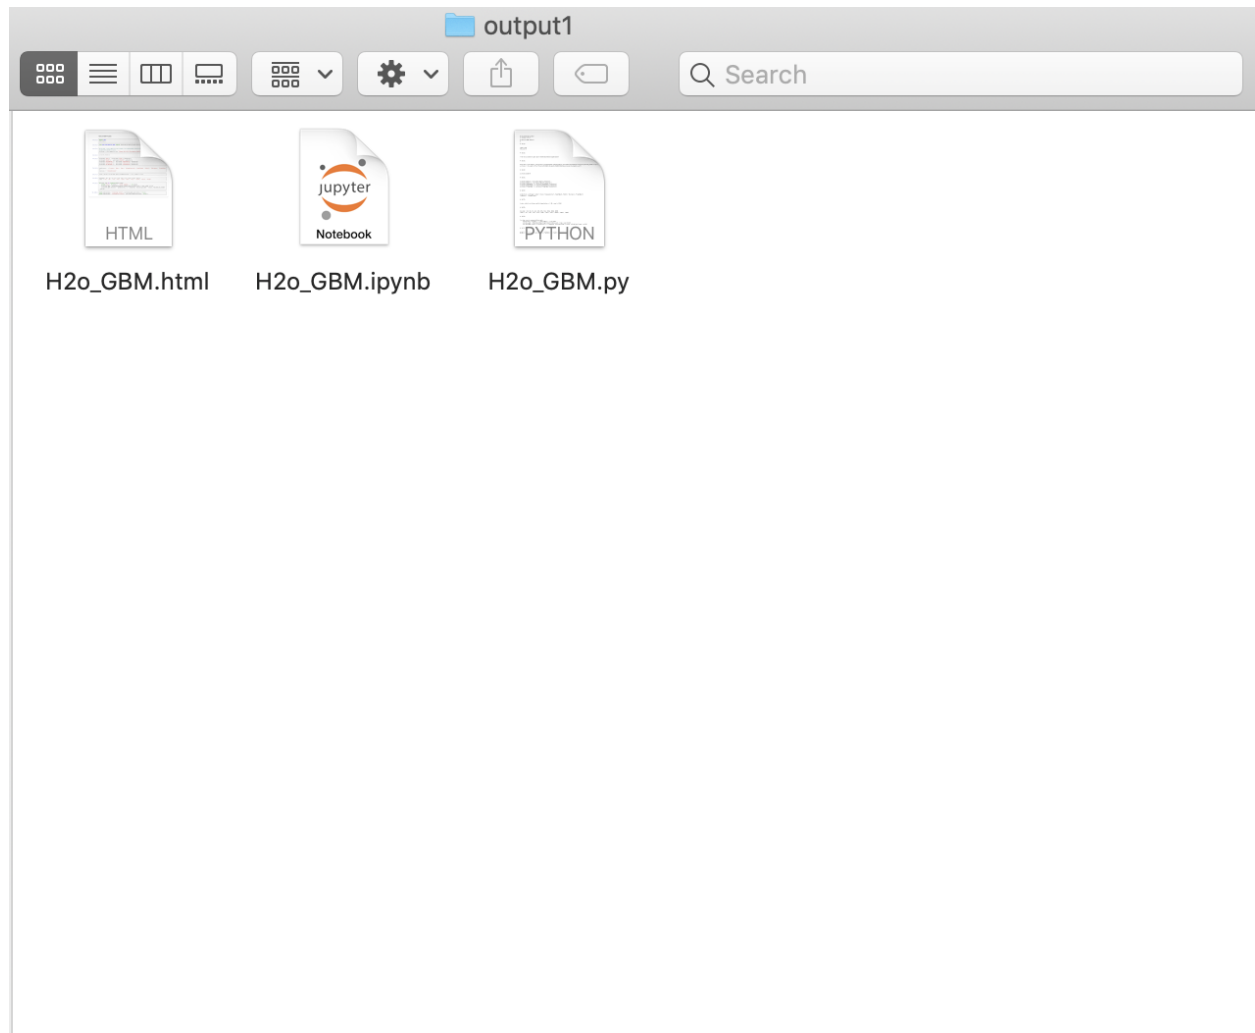 output1
Search
HTML
jupyter
Notebook
PYTHON
H2o_GBM.html
H2o_GBM.ipynb
H2o_GBM.py